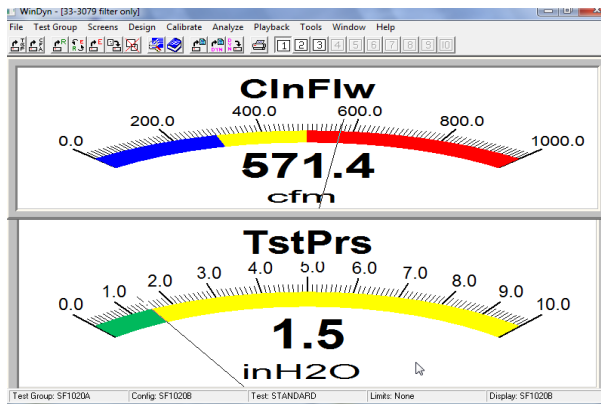 WinDyn - [33-3079 filter only]
File Test Group Screens Design Calibrate Analyze Playback Tools Window Help
1 2 3 4 5 6 7 8 9 10
ClnFlw
0.0 200.0 400.0 600.0 800.0 1000.0
571.4
cfm
TstPrs
0.0 1.0 2.0 3.0 4.0 5.0 6.0 7.0 8.0 9.0 10.0
1.5
inH2O
Test Group: SF1020A Config: SF1020B Test: STANDARD Limits: None Display: SF1020B